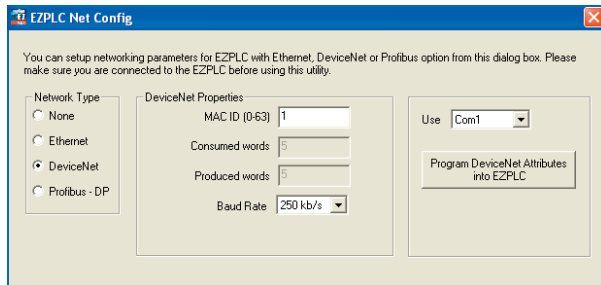 EZPLC Net Config
You can setup networking parameters for EZPLC with Ethernet, DeviceNet or Profibus option from this dialog box. Please
make sure you are connected to the EZPLC before using this utility.
Network Type
None
Ethernet
DeviceNet
Profibus - DP
DeviceNet Properties
MAC ID (0-63) 1
Consumed words 5
Produced words 5
Baud Rate 250 kb/s
Use Com1
Program DeviceNet Attributes
into EZPLC